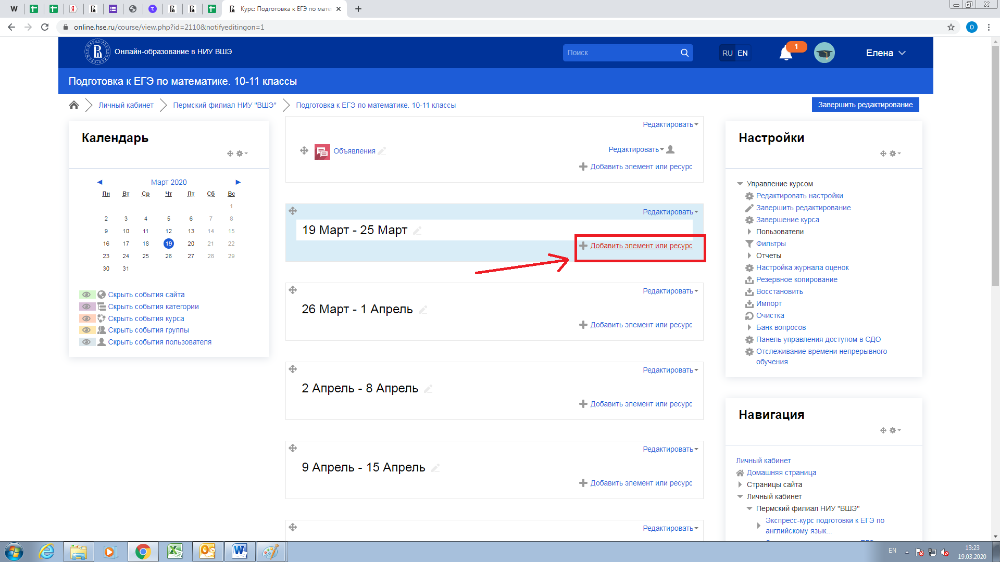 W
Я
Курс: Подготовка к ЕГЭ по мате
online.hse.ru/course/view.php?id=2110&notifyeditingon=1
O
Онлайн-образование в НИУ ВШЭ
Поиск
RU EN
1
Елена
Подготовка к ЕГЭ по математике. 10-11 классы
Личный кабинет
Пермский филиал НИУ "ВШЭ"
Подготовка к ЕГЭ по математике. 10-11 классы
Завершить редактирование
Календарь
Март 2020
Пн Вт Ср Чт Пт Сб Вс
1
2 3 4 5 6 7 8
9 10 11 12 13 14 15
16 17 18 19 20 21 22
23 24 25 26 27 28 29
30 31
Скрыть события сайта
Скрыть события категории
Скрыть события курса
Скрыть события группы
Скрыть события пользователя
Редактировать
Объявления
Редактировать
Добавить элемент или ресурс
Редактировать
19 Март - 25 Март
Добавить элемент или ресурс
Редактировать
26 Март - 1 Апрель
Добавить элемент или ресурс
Редактировать
2 Апрель - 8 Апрель
Добавить элемент или ресурс
Редактировать
9 Апрель - 15 Апрель
Добавить элемент или ресурс
Редактировать
Настройки
Управление курсом
Редактировать настройки
Завершить редактирование
Завершение курса
Пользователи
Фильтры
Отчеты
Настройка журнала оценок
Резервное копирование
Восстановить
Импорт
Очистка
Банк вопросов
Панель управления доступом в СДО
Отслеживание времени непрерывного
обучения
Навигация
Личный кабинет
Домашняя страница
Страницы сайта
Личный кабинет
Пермский филиал НИУ "ВШЭ"
Экспресс-курс подготовки к ЕГЭ по
английскому язык...
EN
13:23
19.03.2020